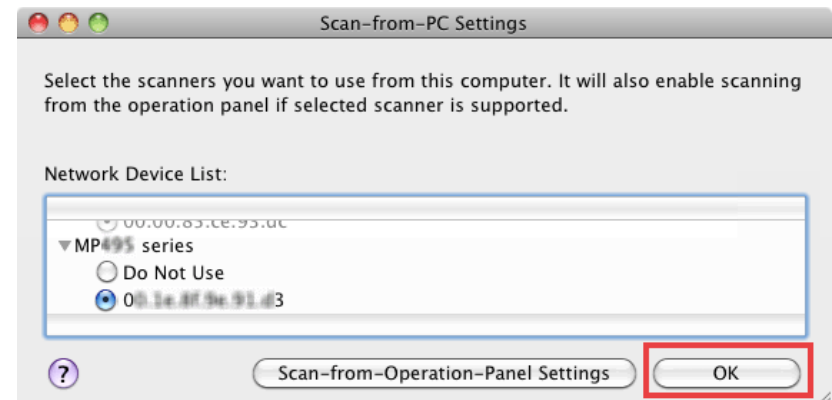 Scan-from-PC Settings
Select the scanners you want to use from this computer. It will also enable scanning
from the operation panel if selected scanner is supported.
Network Device List:
series
Do Not Use
?
Scan-from-Operation-Panel Settings
OK